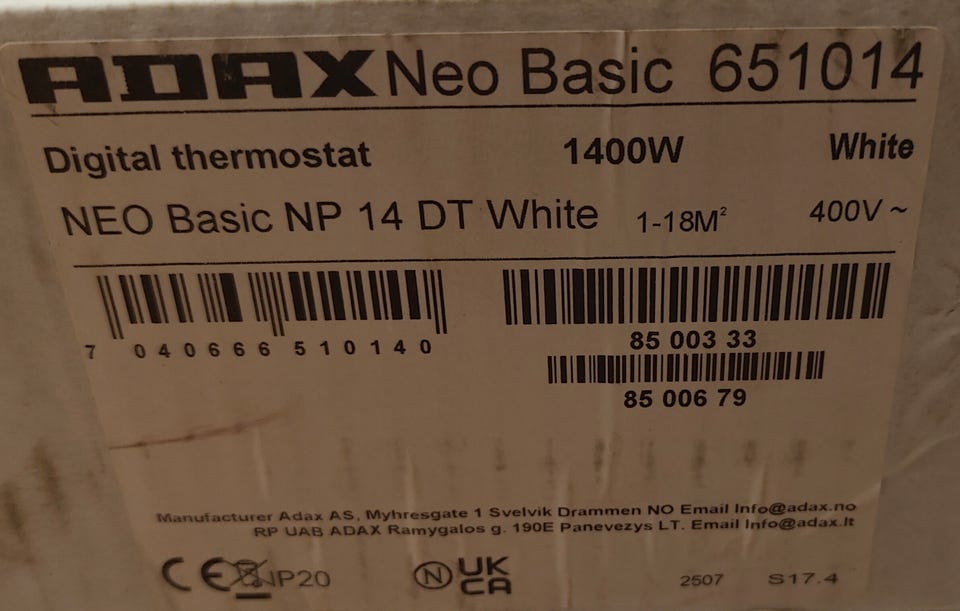 ADAX Neo Basic 651014
Digital thermostat 1400W White
NEO Basic NP 14 DT White 1-18M² 400V ~
7 040666 510140
85 003 33
85 006 79
Manufacturer Adax AS, Myhresgate 1 Svelvik Drammen NO Email Info@adax.no
RP UAB ADAX Ramygalos g. 190E Panevezys LT. Email Info@adax.lt
CE IP20 N UK CA 2507 S17.4